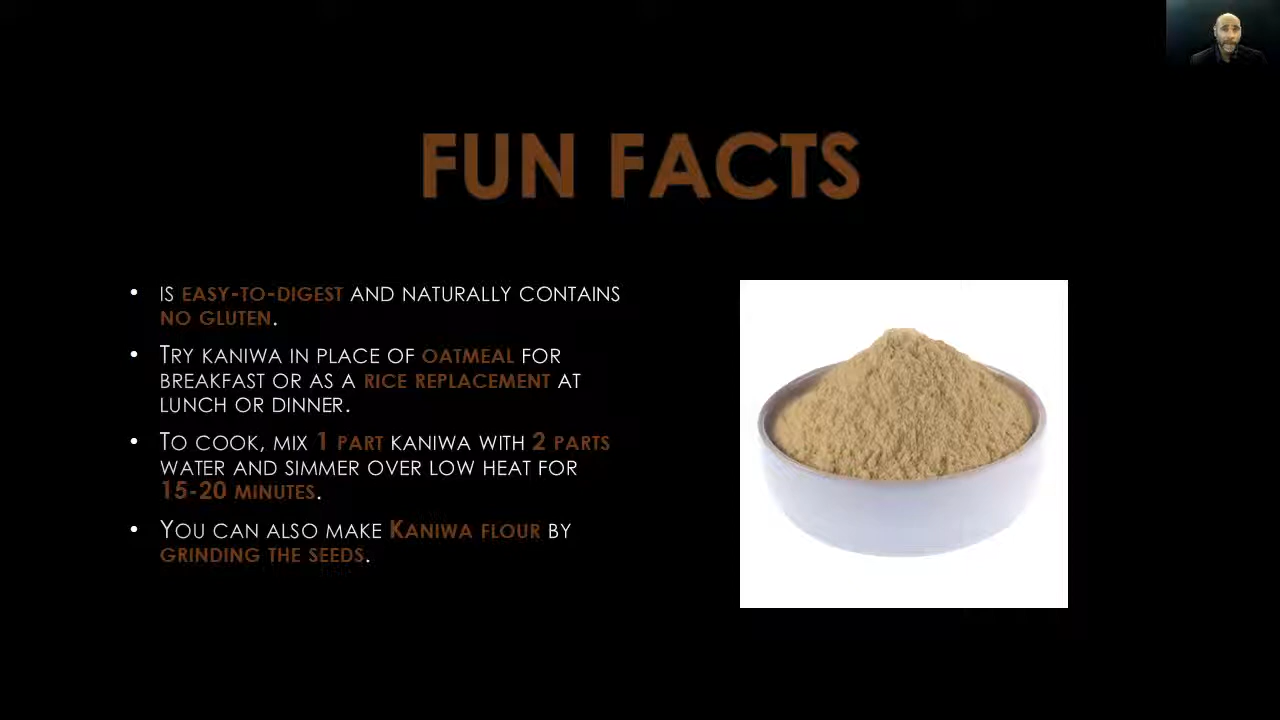 FUN FACTS
• IS EASY-TO-DIGEST AND NATURALLY CONTAINS
NO GLUTEN.
• TRY KANIWA IN PLACE OF OATMEAL FOR
BREAKFAST OR AS A RICE REPLACEMENT AT
LUNCH OR DINNER.
• TO COOK, MIX 1 PART KANIWA WITH 2 PARTS
WATER AND SIMMER OVER LOW HEAT FOR
15-20 MINUTES.
• YOU CAN ALSO MAKE KANIWA FLOUR BY
GRINDING THE SEEDS.